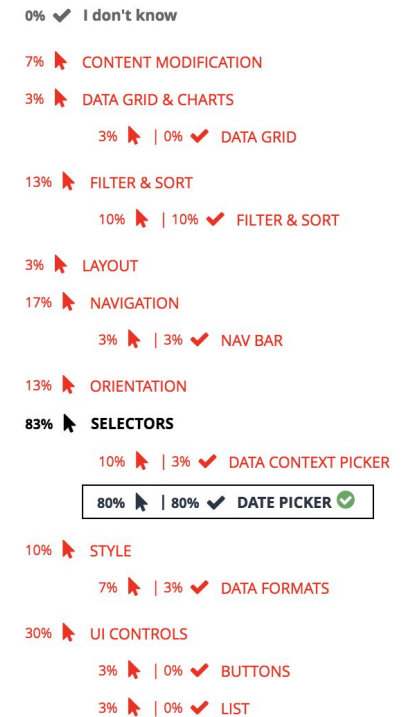 0% I don't know
7% CONTENT MODIFICATION
3% DATA GRID & CHARTS
3% | 0% DATA GRID
13% FILTER & SORT
10% | 10% FILTER & SORT
3% LAYOUT
17% NAVIGATION
3% | 3% NAV BAR
13% ORIENTATION
83% SELECTORS
10% | 3% DATA CONTEXT PICKER
80% | 80% DATE PICKER
10% STYLE
7% | 3% DATA FORMATS
30% UI CONTROLS
3% | 0% BUTTONS
3% | 0% LIST